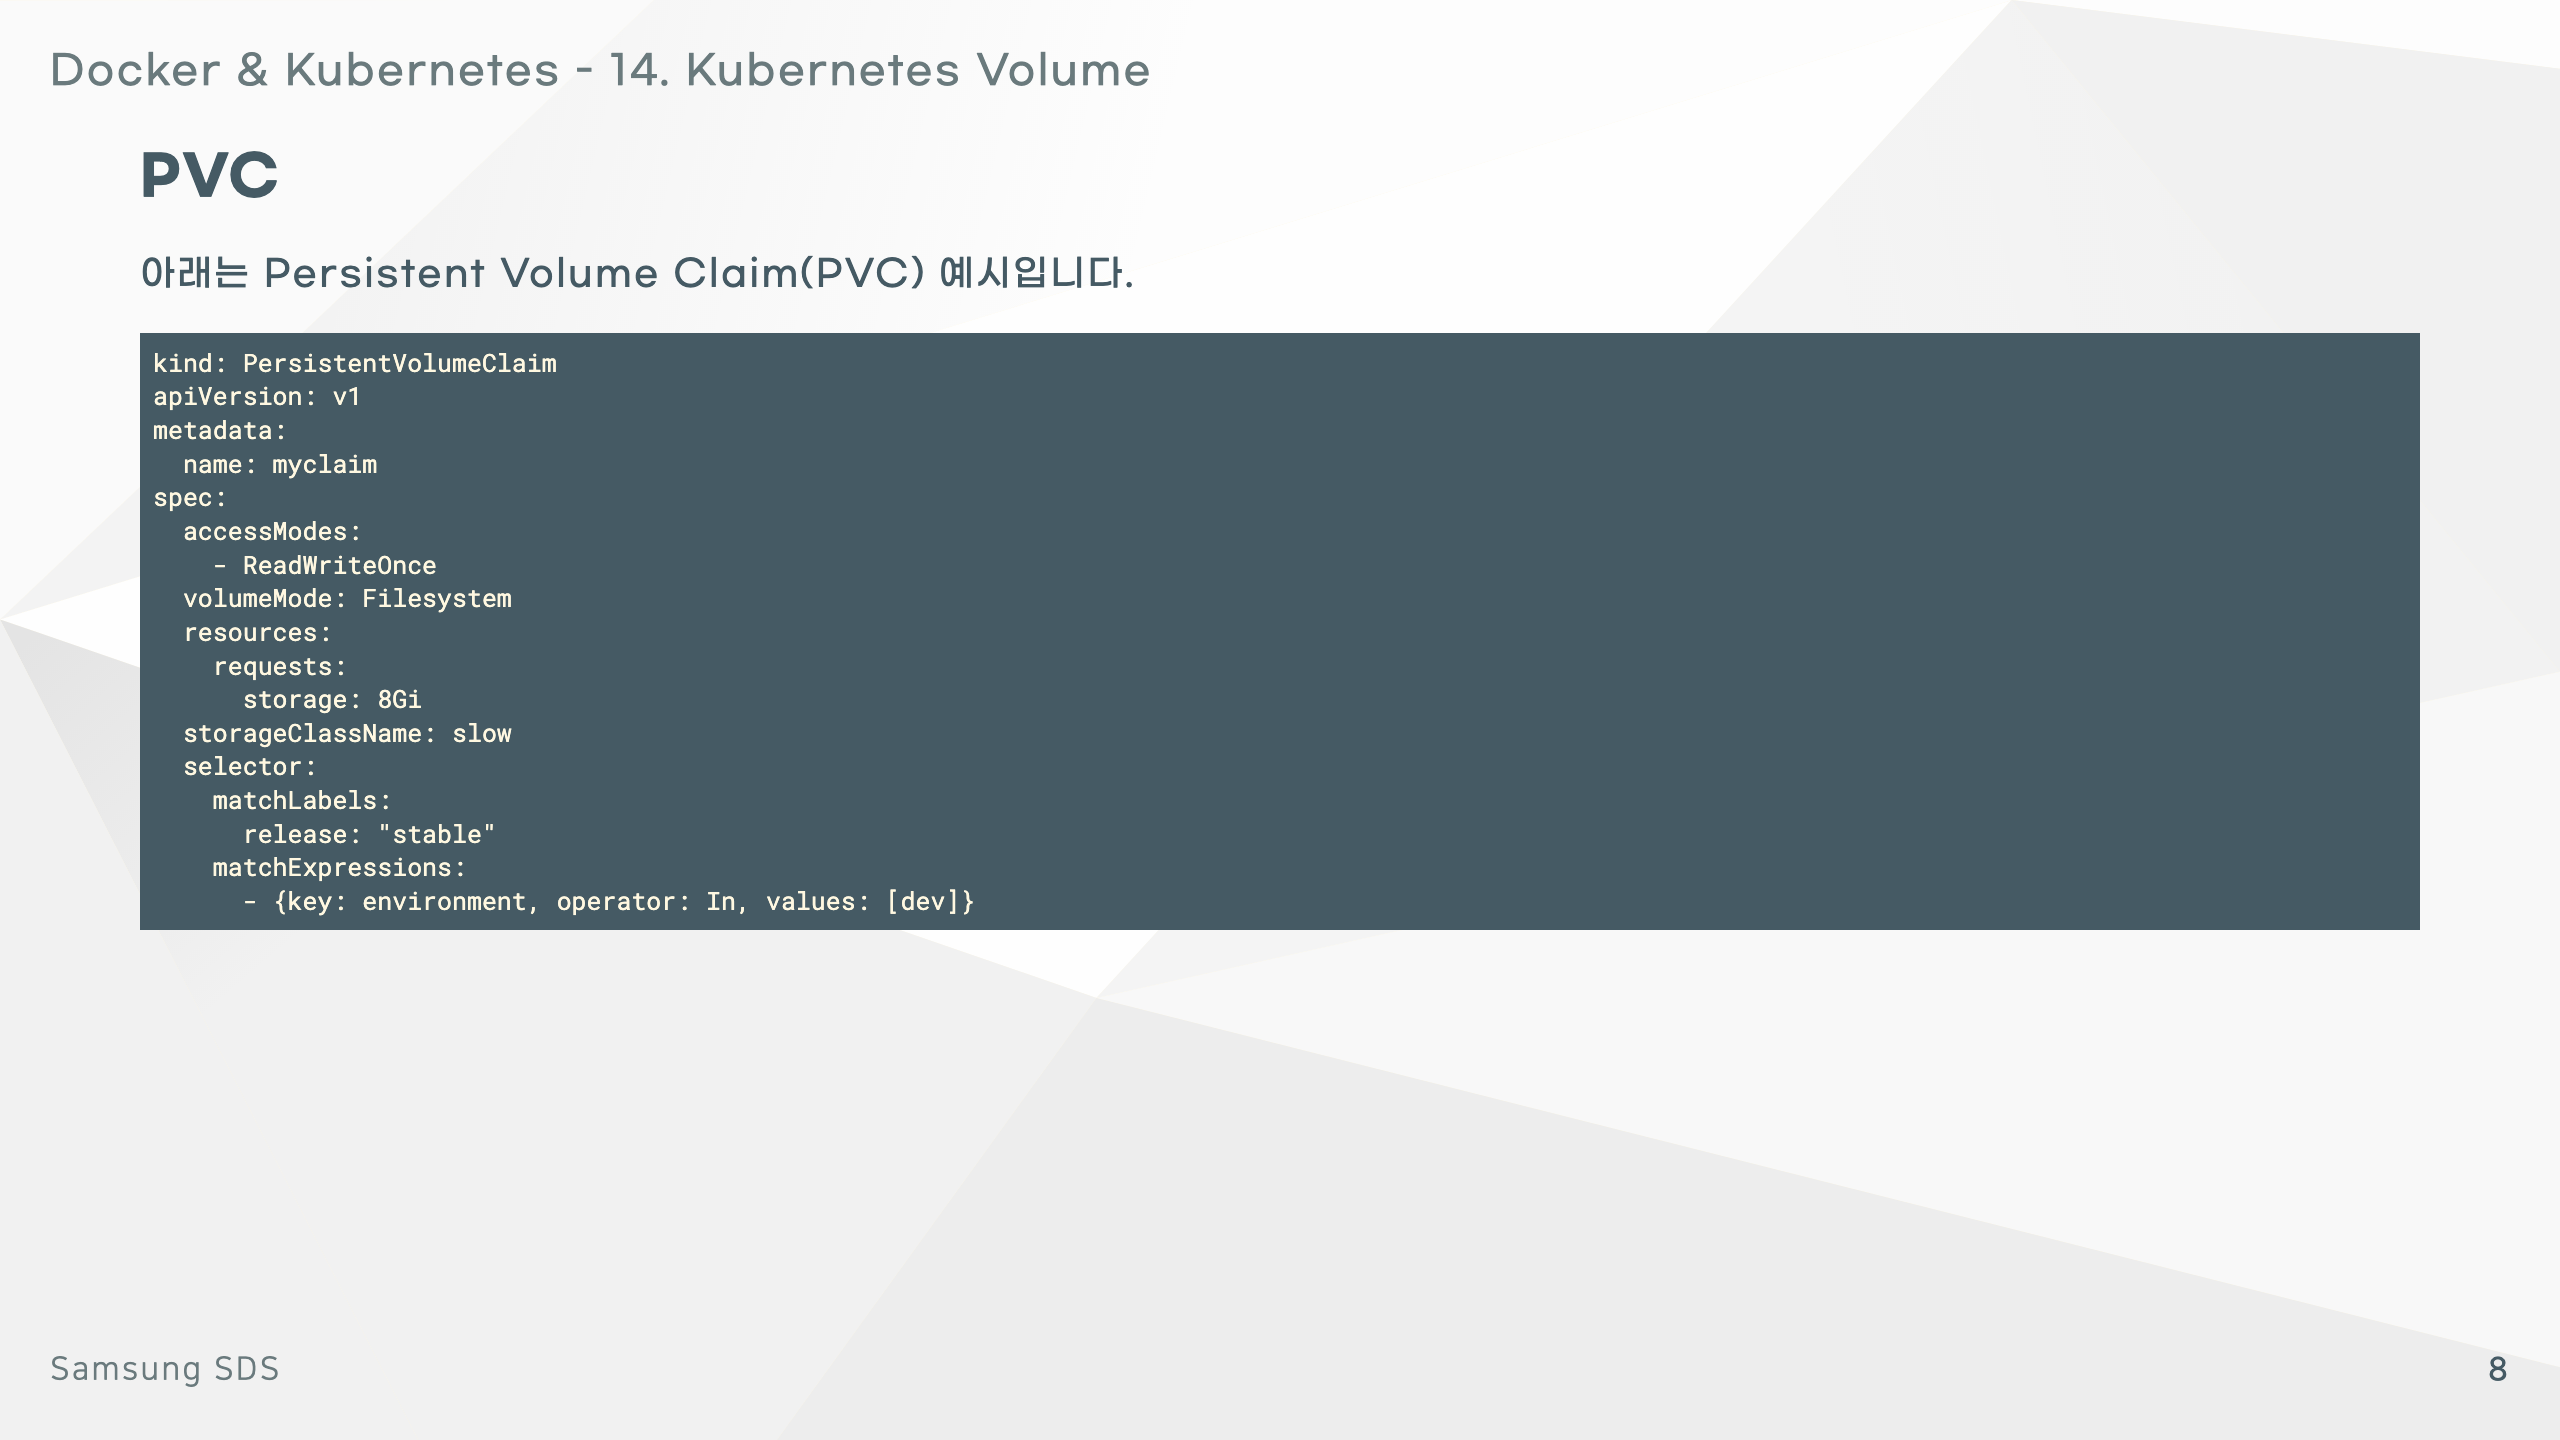 Docker & Kubernetes - 14. Kubernetes Volume
PVC
아래는 Persistent Volume Claim(PVC) 예시입니다.
kind: PersistentVolumeClaim
apiVersion: v1
metadata:
  name: myclaim
spec:
  accessModes:
    - ReadWriteOnce
  volumeMode: Filesystem
  resources:
    requests:
      storage: 8Gi
  storageClassName: slow
  selector:
    matchLabels:
      release: "stable"
    matchExpressions:
      - {key: environment, operator: In, values: [dev]}
Samsung SDS
8